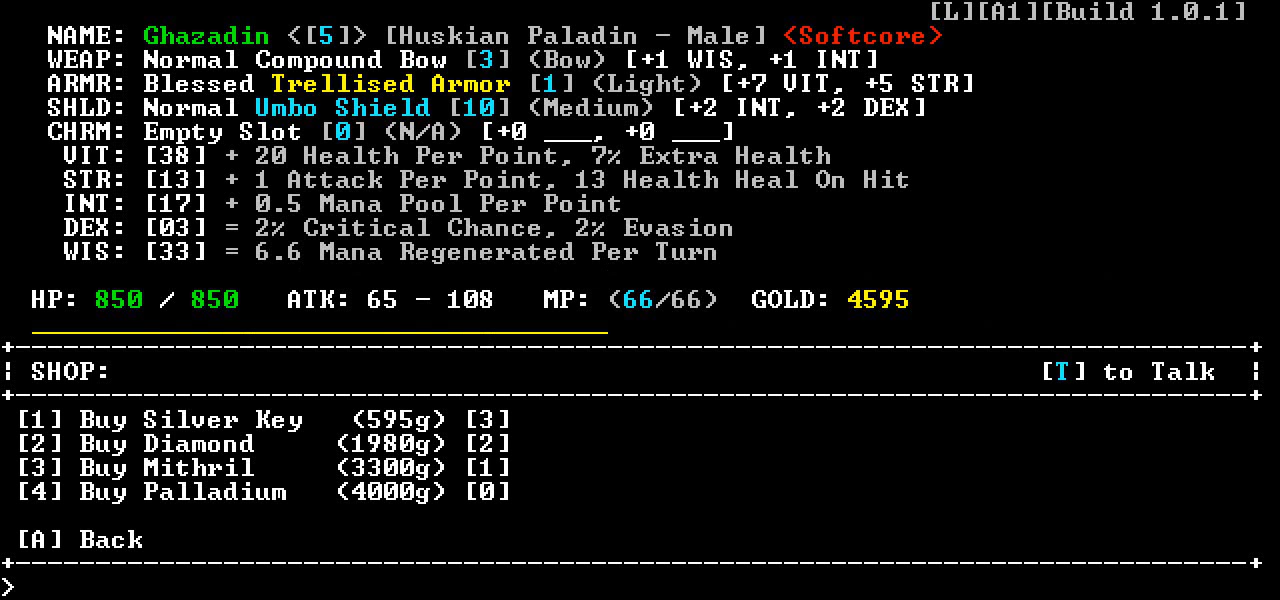 [L][A1][Build 1.0.1]
NAME: Ghazadin <[5]> [Huskian Paladin - Male] <Softcore>
WEAP: Normal Compound Bow [3] (Bow) [+1 WIS, +1 INT]
ARMR: Blessed Trellised Armor [1] (Light) [+7 VIT, +5 STR]
SHLD: Normal Umbo Shield [10] (Medium) [+2 INT, +2 DEX]
CHRM: Empty Slot [0] (N/A) [+0 ___, +0 ___]
VIT: [38] + 20 Health Per Point, 7% Extra Health
STR: [13] + 1 Attack Per Point, 13 Health Heal On Hit
INT: [17] + 0.5 Mana Pool Per Point
DEX: [03] = 2% Critical Chance, 2% Evasion
WIS: [33] = 6.6 Mana Regenerated Per Turn
HP: 850 / 850 ATK: 65 - 108 MP: (66/66) GOLD: 4595
SHOP: [T] to Talk
[1] Buy Silver Key (595g) [3]
[2] Buy Diamond (1980g) [2]
[3] Buy Mithril (3300g) [1]
[4] Buy Palladium (4000g) [0]
[A] Back
>